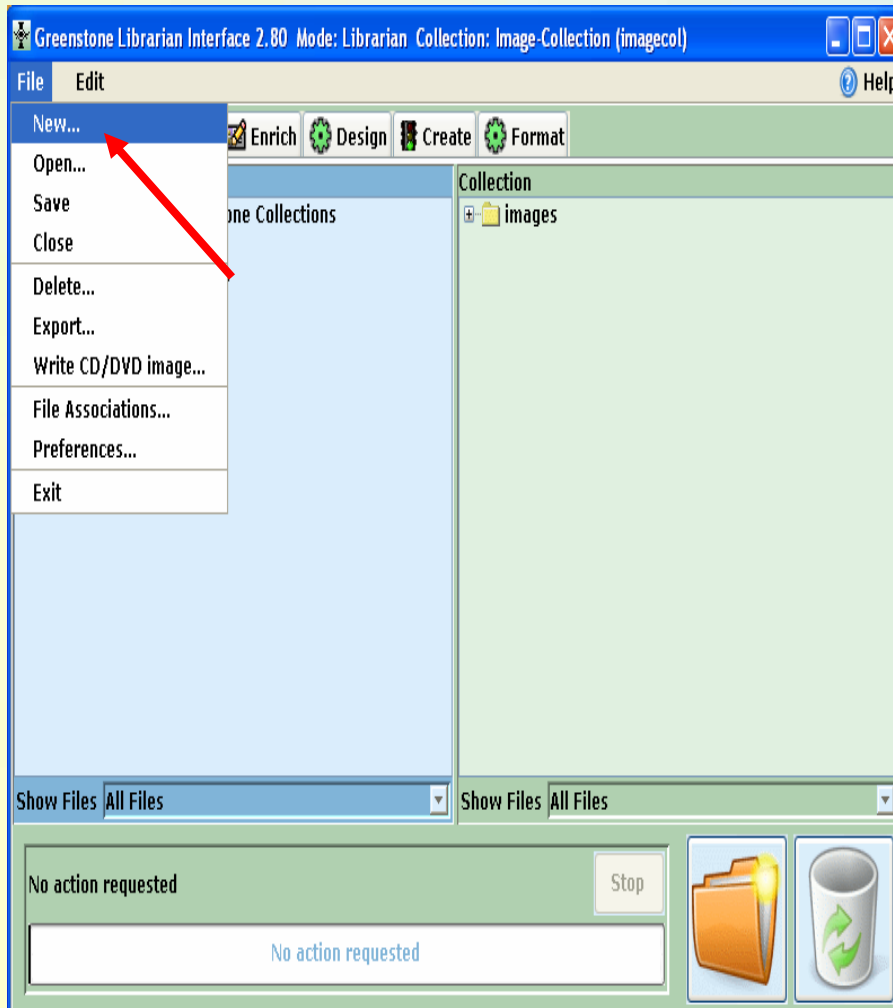 Greenstone Librarian Interface 2.80 Mode: Librarian Collection: Image-Collection (imagecol)
File Edit Help
New...
Open...
Save
Close
Delete...
Export...
Write CD/DVD image...
File Associations...
Preferences...
Exit
Enrich Design Create Format
Collections
Collection
images
Show Files All Files
Show Files All Files
No action requested
Stop
No action requested